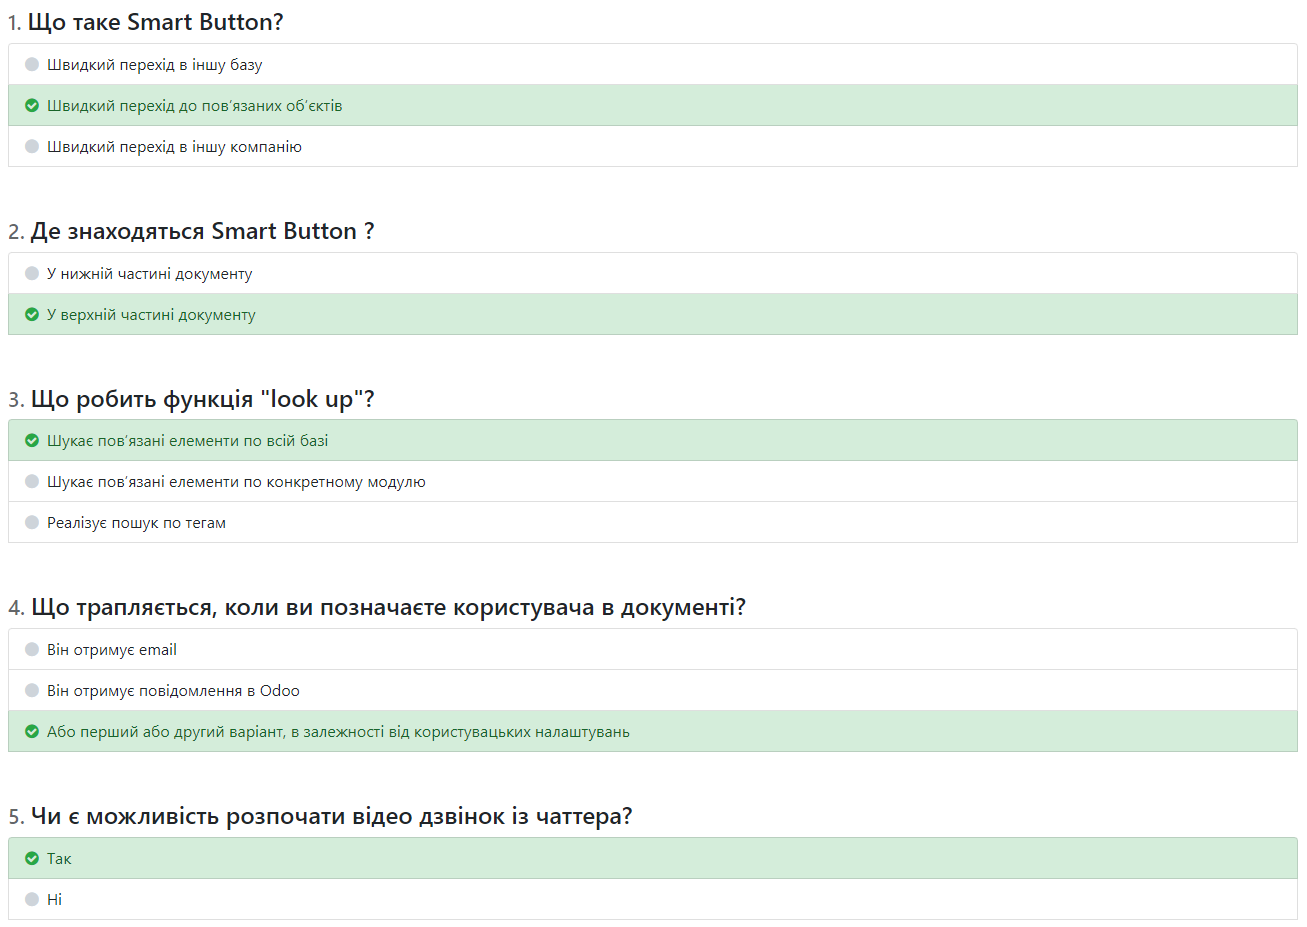 1. Що таке Smart Button?
Швидкий перехід в іншу базу
Швидкий перехід до пов'язаних об'єктів
Швидкий перехід в іншу компанію
2. Де знаходяться Smart Button ?
У нижній частині документу
У верхній частині документу
3. Що робить функція "look up"?
Шукає пов'язані елементи по всій базі
Шукає пов'язані елементи по конкретному модулю
Реалізує пошук по тегам
4. Що трапляється, коли ви позначаєте користувача в документі?
Він отримує email
Він отримує повідомлення в Odoo
Або перший або другий варіант, в залежності від користувацьких налаштувань
5. Чи є можливість розпочати відео дзвінок із чаттера?
Так
Ні